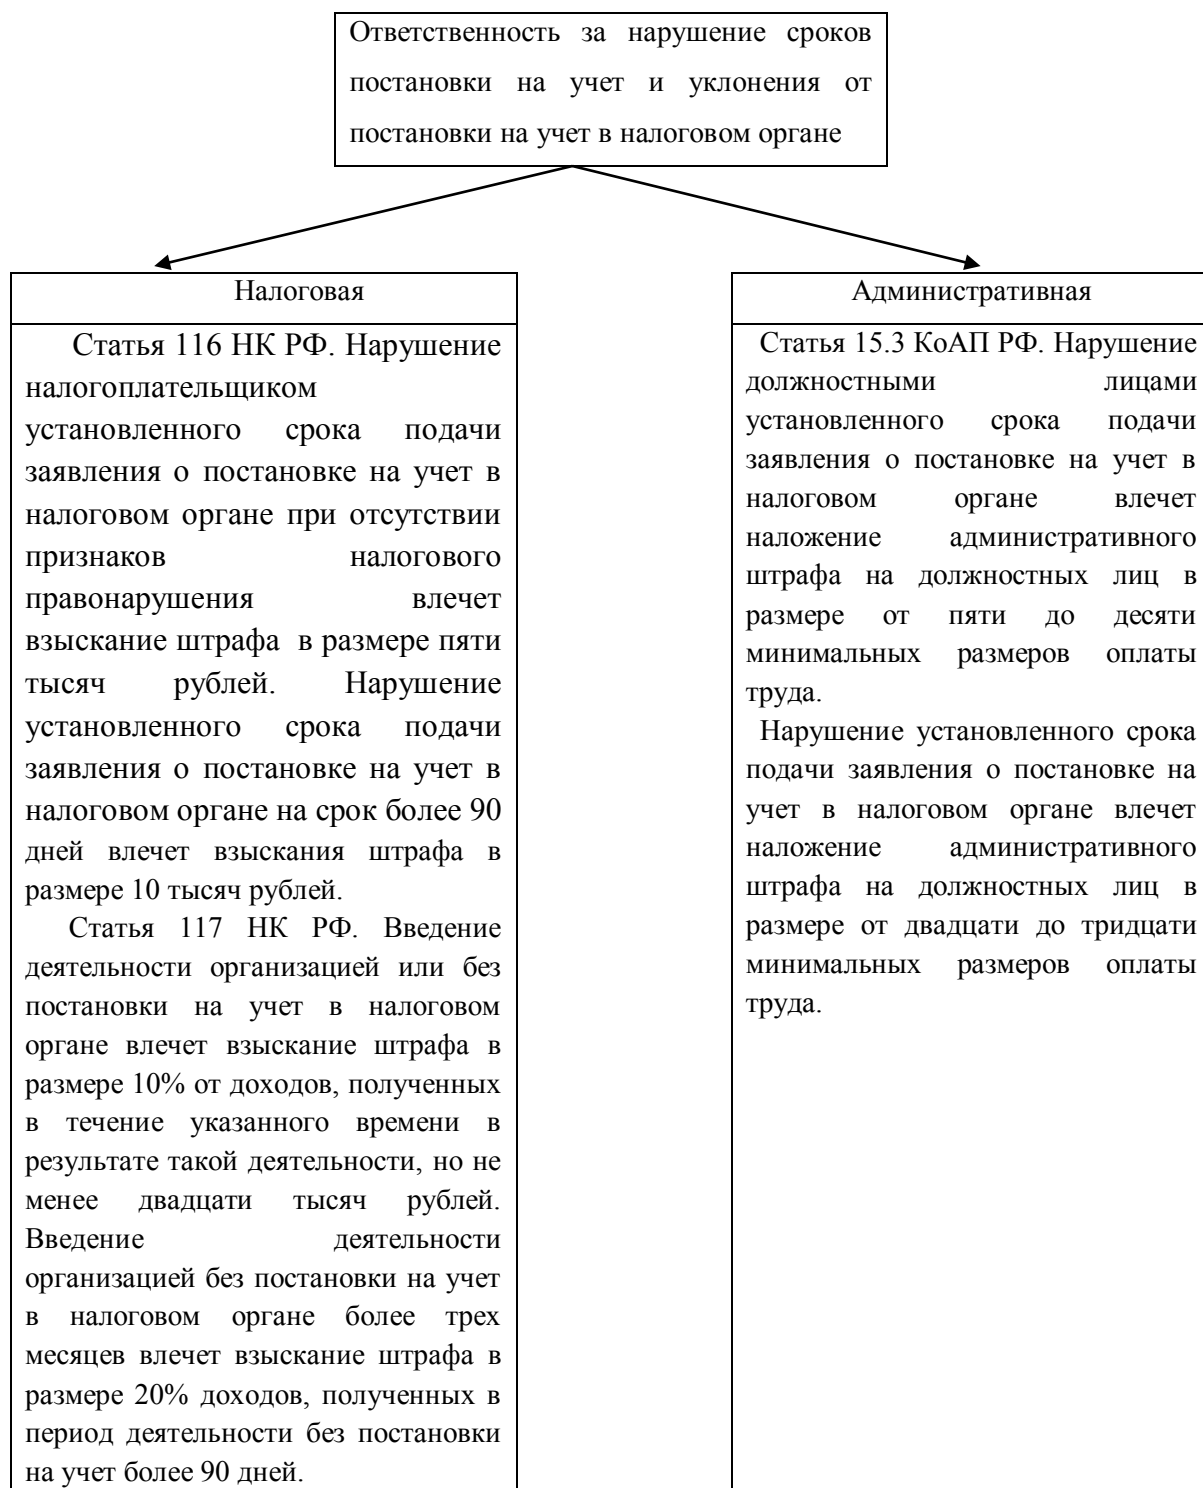 Ответственность за нарушение сроков
постановки на учет и уклонения от
постановки на учет в налоговом органе
Налоговая
Статья 116 НК РФ. Нарушение
налогоплательщиком
установленного срока подачи
заявления о постановке на учет в
налоговом органе при отсутствии
признаков налогового
правонарушения влечет
взыскание штрафа в размере пяти
тысяч рублей. Нарушение
установленного срока подачи
заявления о постановке на учет в
налоговом органе на срок более 90
дней влечет взыскания штрафа в
размере 10 тысяч рублей.
Статья 117 НК РФ. Введение
деятельности организацией или без
постановки на учет в налоговом
органе влечет взыскание штрафа в
размере 10% от доходов, полученных
в течение указанного времени в
результате такой деятельности, но не
менее двадцати тысяч рублей.
Введение деятельности
организацией без постановки на учет
в налоговом органе более трех
месяцев влечет взыскание штрафа в
размере 20% доходов, полученных в
период деятельности без постановки
на учет более 90 дней.
Административная
Статья 15.3 КоАП РФ. Нарушение
должностными лицами
установленного срока подачи
заявления о постановке на учет в
налоговом органе влечет
наложение административного
штрафа на должностных лиц в
размере от пяти до десяти
минимальных размеров оплаты
труда.
Нарушение установленного срока
подачи заявления о постановке на
учет в налоговом органе влечет
наложение административного
штрафа на должностных лиц в
размере от двадцати до тридцати
минимальных размеров оплаты
труда.